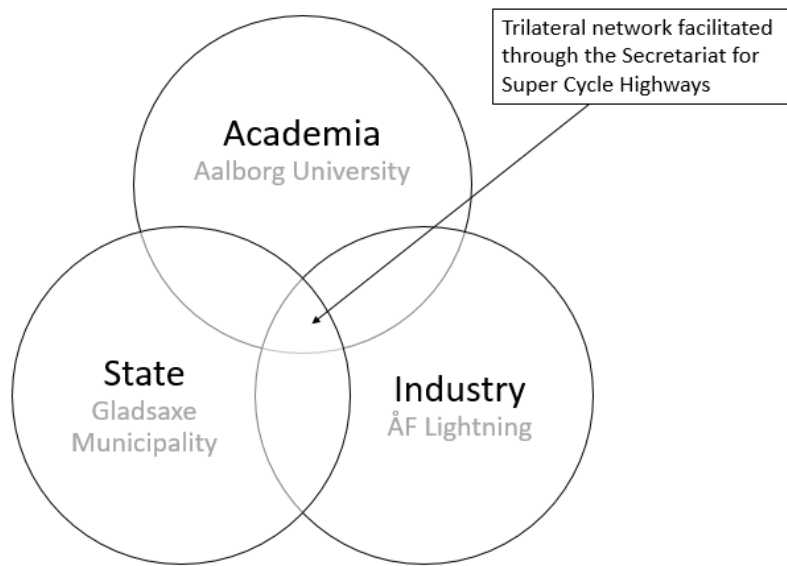 Trilateral network facilitated
through the Secretariat for
Super Cycle Highways
Academia
Aalborg University
State
Gladsaxe
Municipality
Industry
ÅF Lightning